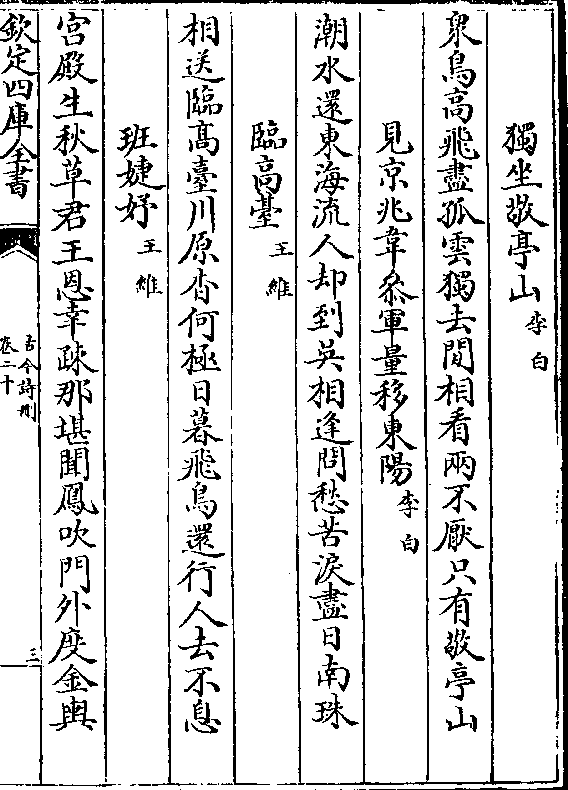 獨坐敬亭山李白
衆鳥高飛盡孤雲獨去閒相看兩不厭只有敬亭山
見京兆韋叅軍量移東陽李白
潮水還東海流人却到吳相逢問愁苦淚盡日南珠
臨高臺王維
相送臨髙臺川原杳何極日暮飛鳥還行人去不息
班婕妤王維
宮殿生秋草君王恩幸疎那堪聞鳳吹門外度金輿
欽定四庫全書
古今詩刪
卷二十
三